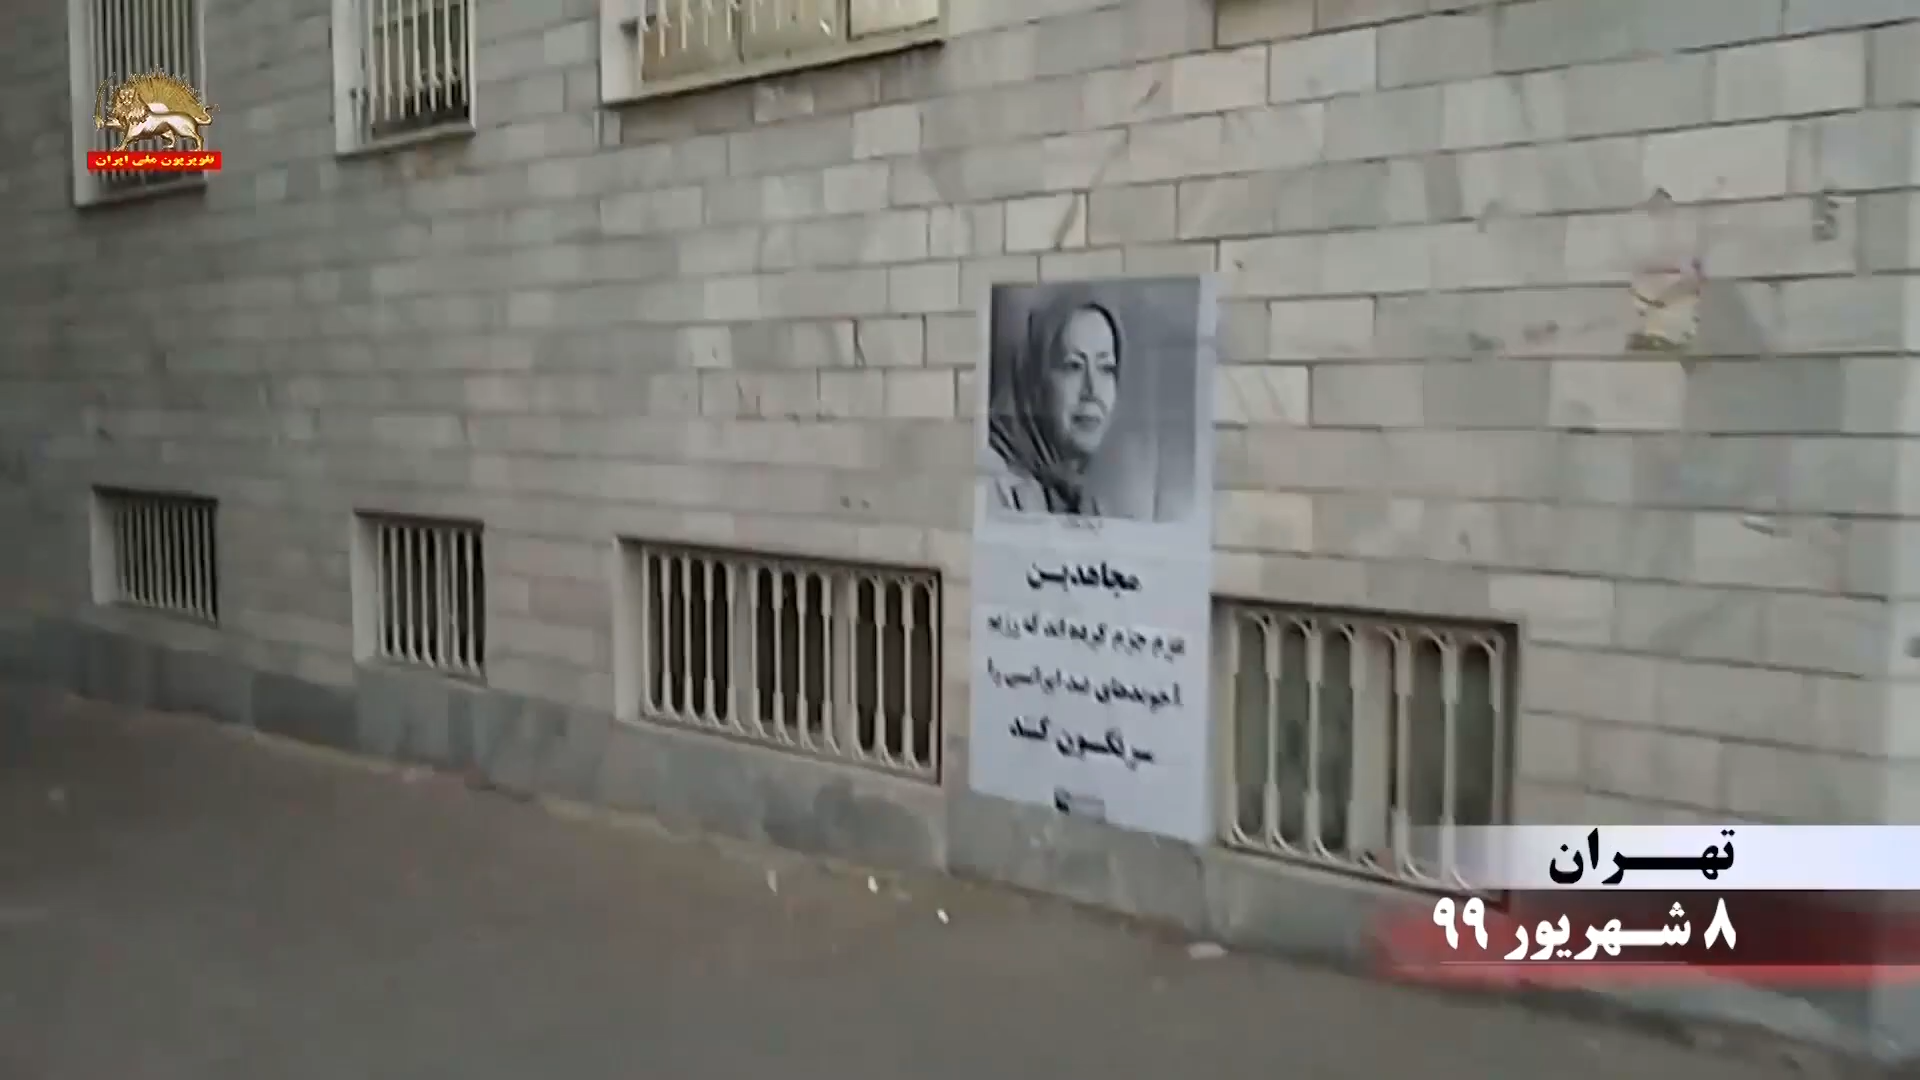 تلویزیون ملی ایران
مجاهدین
عزم جزم کرده‌اند که رژیم
آخوندهای ضد ایرانی را
سرنگون کنند
تهران
۸ شهریور ۹۹